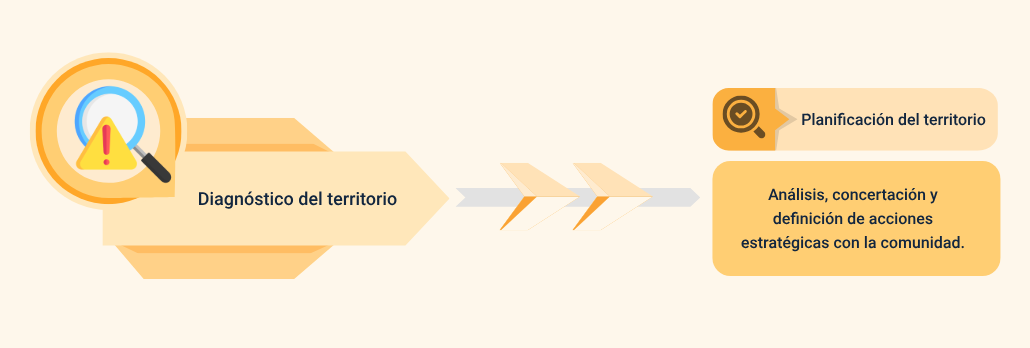 Diagnóstico del territorio
Planificación del territorio
Análisis, concertación y
definición de acciones
estratégicas con la comunidad.